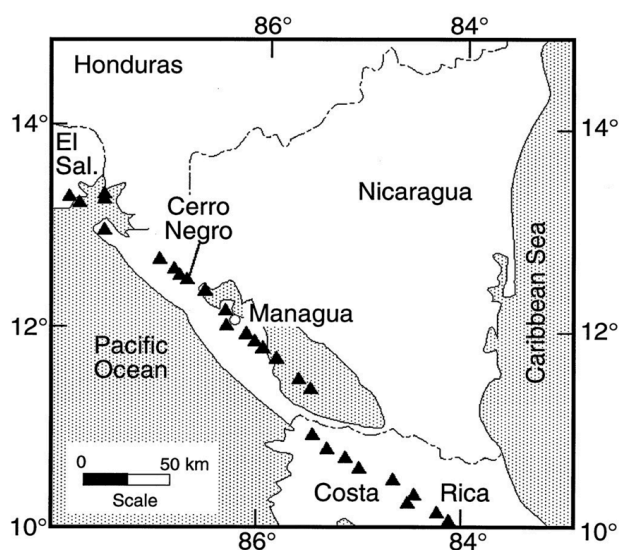 86° 84°
Honduras
14° 14°
El
Sal.
Nicaragua
Cerro
Negro
Managua
12° 12°
Pacific
Ocean
Caribbean Sea
0 50 km
Scale
Costa Rica
10° 10°
86° 84°